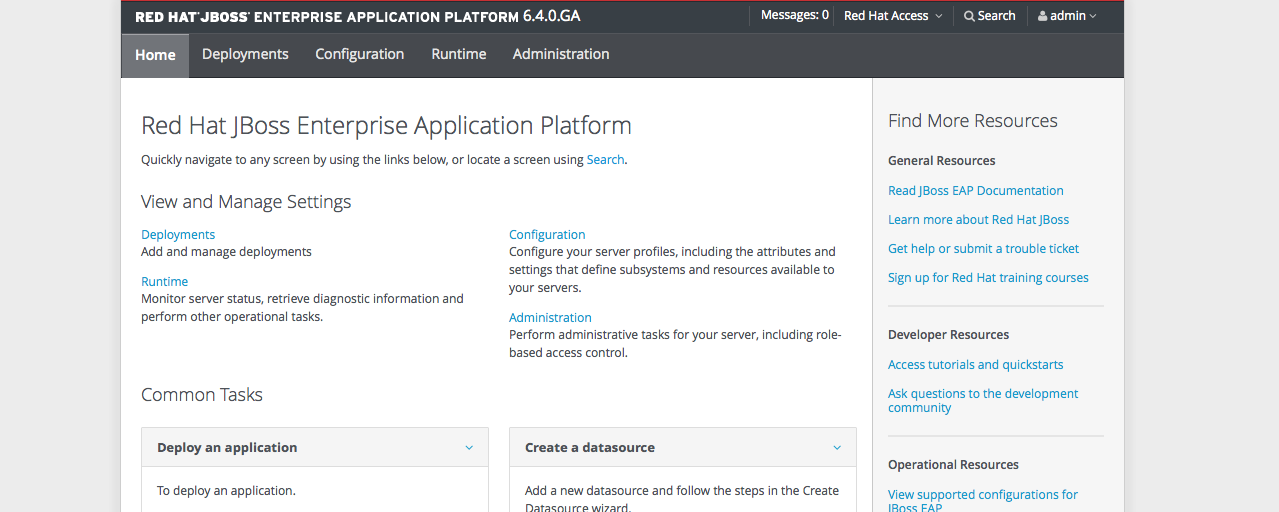 RED HAT JBOSS ENTERPRISE APPLICATION PLATFORM 6.4.0.GA
Messages: 0
Red Hat Access
Search
admin
Home
Deployments
Configuration
Runtime
Administration
Red Hat JBoss Enterprise Application Platform
Quickly navigate to any screen by using the links below, or locate a screen using Search.
View and Manage Settings
Deployments
Add and manage deployments
Runtime
Monitor server status, retrieve diagnostic information and
perform other operational tasks.
Configuration
Configure your server profiles, including the attributes and
settings that define subsystems and resources available to
your servers.
Administration
Perform administrative tasks for your server, including role-
based access control.
Common Tasks
Deploy an application
To deploy an application.
Create a datasource
Add a new datasource and follow the steps in the Create
Datasource wizard.
Find More Resources
General Resources
Read JBoss EAP Documentation
Learn more about Red Hat JBoss
Get help or submit a trouble ticket
Sign up for Red Hat training courses
Developer Resources
Access tutorials and quickstarts
Ask questions to the development
community
Operational Resources
View supported configurations for
JBoss EAP